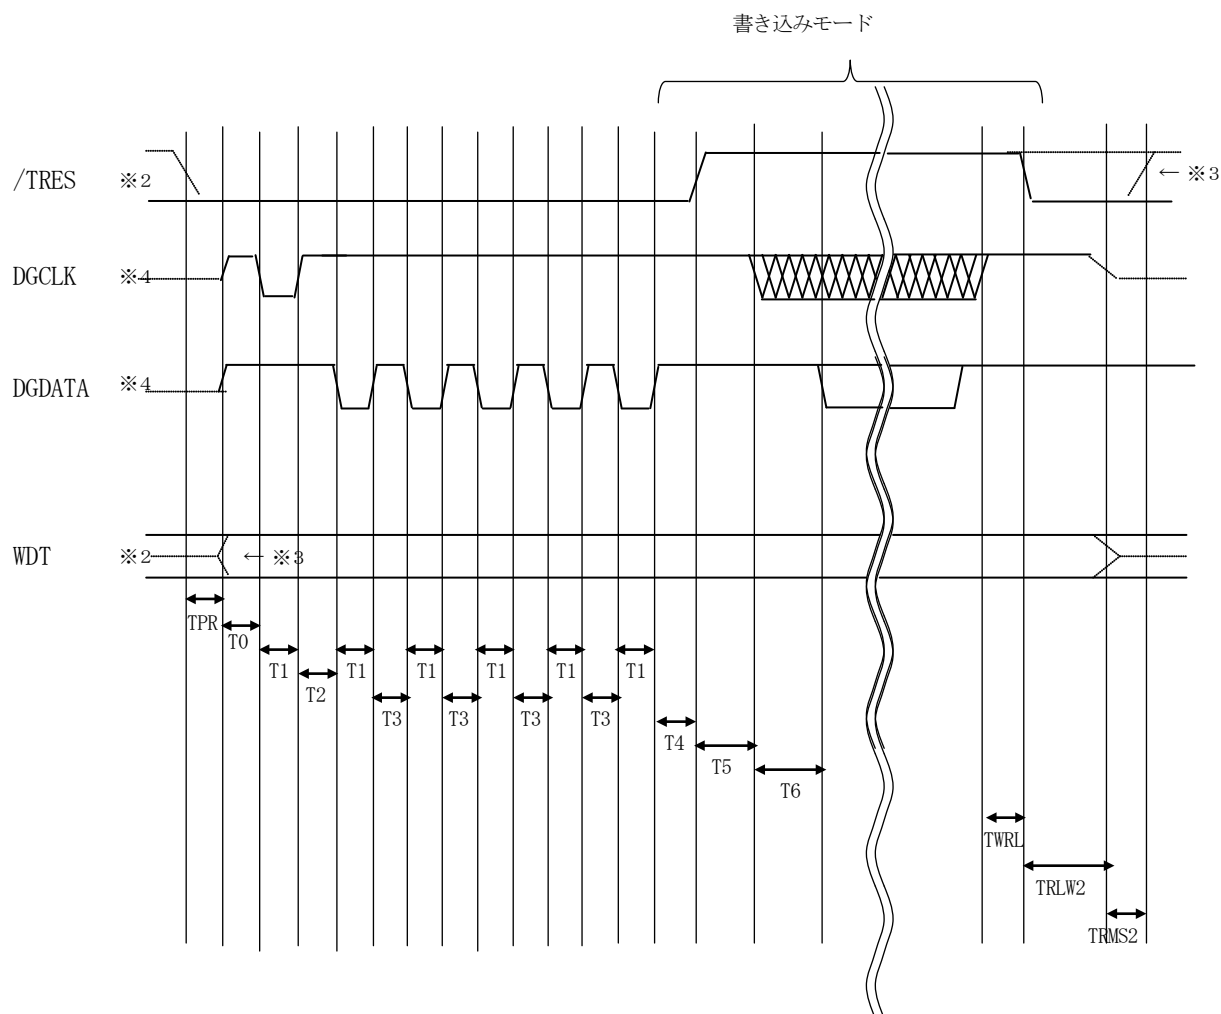 書き込みモード
/TRES ※2 ← ※3
DGCLK ※4
DGDATA ※4
WDT ※2 ← ※3
TPR
T0
T1 T1 T1 T1 T1 T1
T2
T3 T3 T3 T3
T4
T5
T6
TWRL
TRLW2
TRMS2